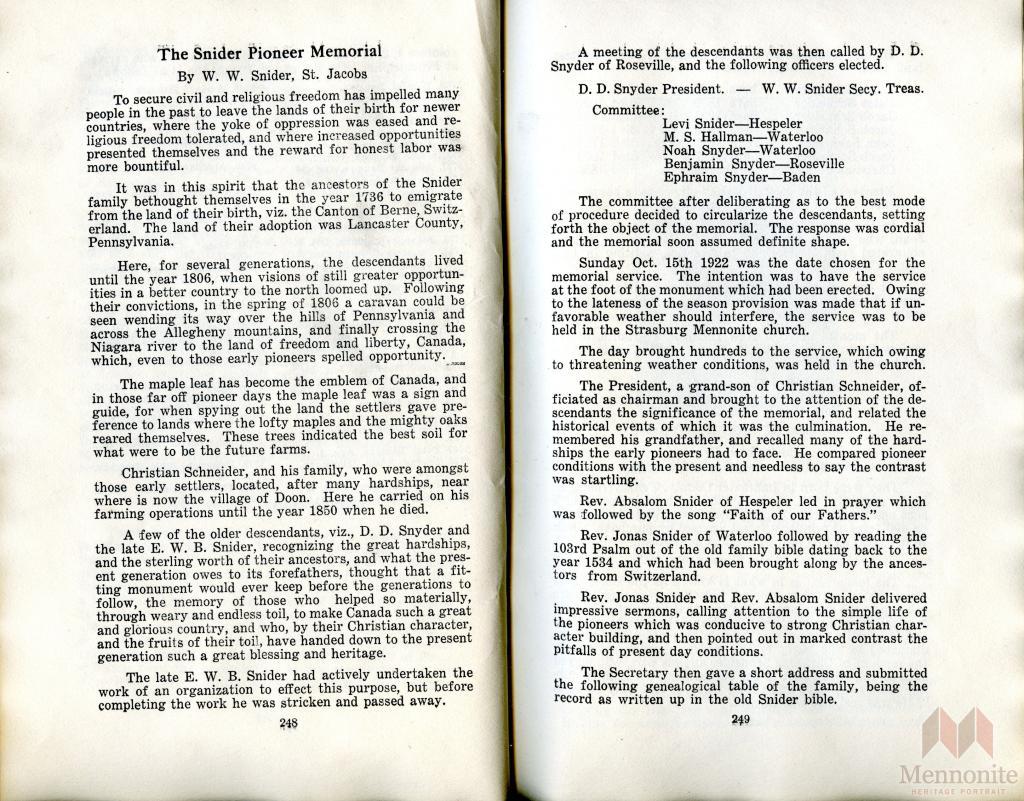 The Snider Pioneer Memorial
By W. W. Snider, St. Jacobs
To secure civil and religious freedom has impelled many
people in the past to leave the lands of their birth for newer
countries, where the yoke of oppression was eased and re-
ligious freedom tolerated, and where increased opportunities
presented themselves and the reward for honest labor was
more bountiful.
It was in this spirit that the ancestors of the Snider
family bethought themselves in the year 1736 to emigrate
from the land of their birth, viz. the Canton of Berne, Switz-
erland. The land of their adoption was Lancaster County,
Pennsylvania.
Here, for several generations, the descendants lived
until the year 1806, when visions of still greater opportun-
ities in a better country to the north loomed up. Following
their convictions, in the spring of 1806 a caravan could be
seen wending its way over the hills of Pennsylvania and
across the Allegheny mountains, and finally crossing the
Niagara river to the land of freedom and liberty, Canada,
which, even to those early pioneers spelled opportunity.
The maple leaf has become the emblem of Canada, and
in those far off pioneer days the maple leaf was a sign and
guide, for when spying out the land the settlers gave pre-
ference to lands where the lofty maples and the mighty oaks
reared themselves. These trees indicated the best soil for
what were to be the future farms.
Christian Schneider, and his family, who were amongst
those early settlers, located, after many hardships, near
where is now the village of Doon. Here he carried on his
farming operations until the year 1850 when he died.
A few of the older descendants, viz., D. D. Snyder and
the late E. W. B. Snider, recognizing the great hardships,
and the sterling worth of their ancestors, and what the pres-
ent generation owes to its forefathers, thought that a fit-
ting monument would ever keep before the generations to
follow, the memory of those who helped so materially,
through weary and endless toil, to make Canada such a great
and glorious country, and who, by their Christian character,
and the fruits of their toil, have handed down to the present
generation such a great blessing and heritage.
The late E. W. B. Snider had actively undertaken the
work of an organization to effect this purpose, but before
completing the work he was stricken and passed away.
248
A meeting of the descendants was then called by D. D.
Snyder of Roseville, and the following officers elected.
D. D. Snyder President. — W. W. Snider Secy. Treas.
Committee:
Levi Snider—Hespeler
M. S. Hallman—Waterloo
Noah Snyder—Waterloo
Benjamin Snyder—Roseville
Ephraim Snyder—Baden
The committee after deliberating as to the best mode
of procedure decided to circularize the descendants, setting
forth the object of the memorial. The response was cordial
and the memorial soon assumed definite shape.
Sunday Oct. 15th 1922 was the date chosen for the
memorial service. The intention was to have the service
at the foot of the monument which had been erected. Owing
to the lateness of the season provision was made that if un-
favorable weather should interfere, the service was to be
held in the Strasburg Mennonite church.
The day brought hundreds to the service, which owing
to threatening weather conditions, was held in the church.
The President, a grand-son of Christian Schneider, of-
ficiated as chairman and brought to the attention of the de-
scendants the significance of the memorial, and related the
historical events of which it was the culmination. He re-
membered his grandfather, and recalled many of the hard-
ships the early pioneers had to face. He compared pioneer
conditions with the present and needless to say the contrast
was startling.
Rev. Absalom Snider of Hespeler led in prayer which
was followed by the song "Faith of our Fathers."
Rev. Jonas Snider of Waterloo followed by reading the
103rd Psalm out of the old family bible dating back to the
year 1534 and which had been brought along by the ances-
tors from Switzerland.
Rev. Jonas Snider and Rev. Absalom Snider delivered
impressive sermons, calling attention to the simple life of
the pioneers which was conducive to strong Christian char-
acter building, and then pointed out in marked contrast the
pitfalls of present day conditions.
The Secretary then gave a short address and submitted
the following genealogical table of the family, being the
record as written up in the old Snider bible.
249
Mennonite
HERITAGE PORTRAIT